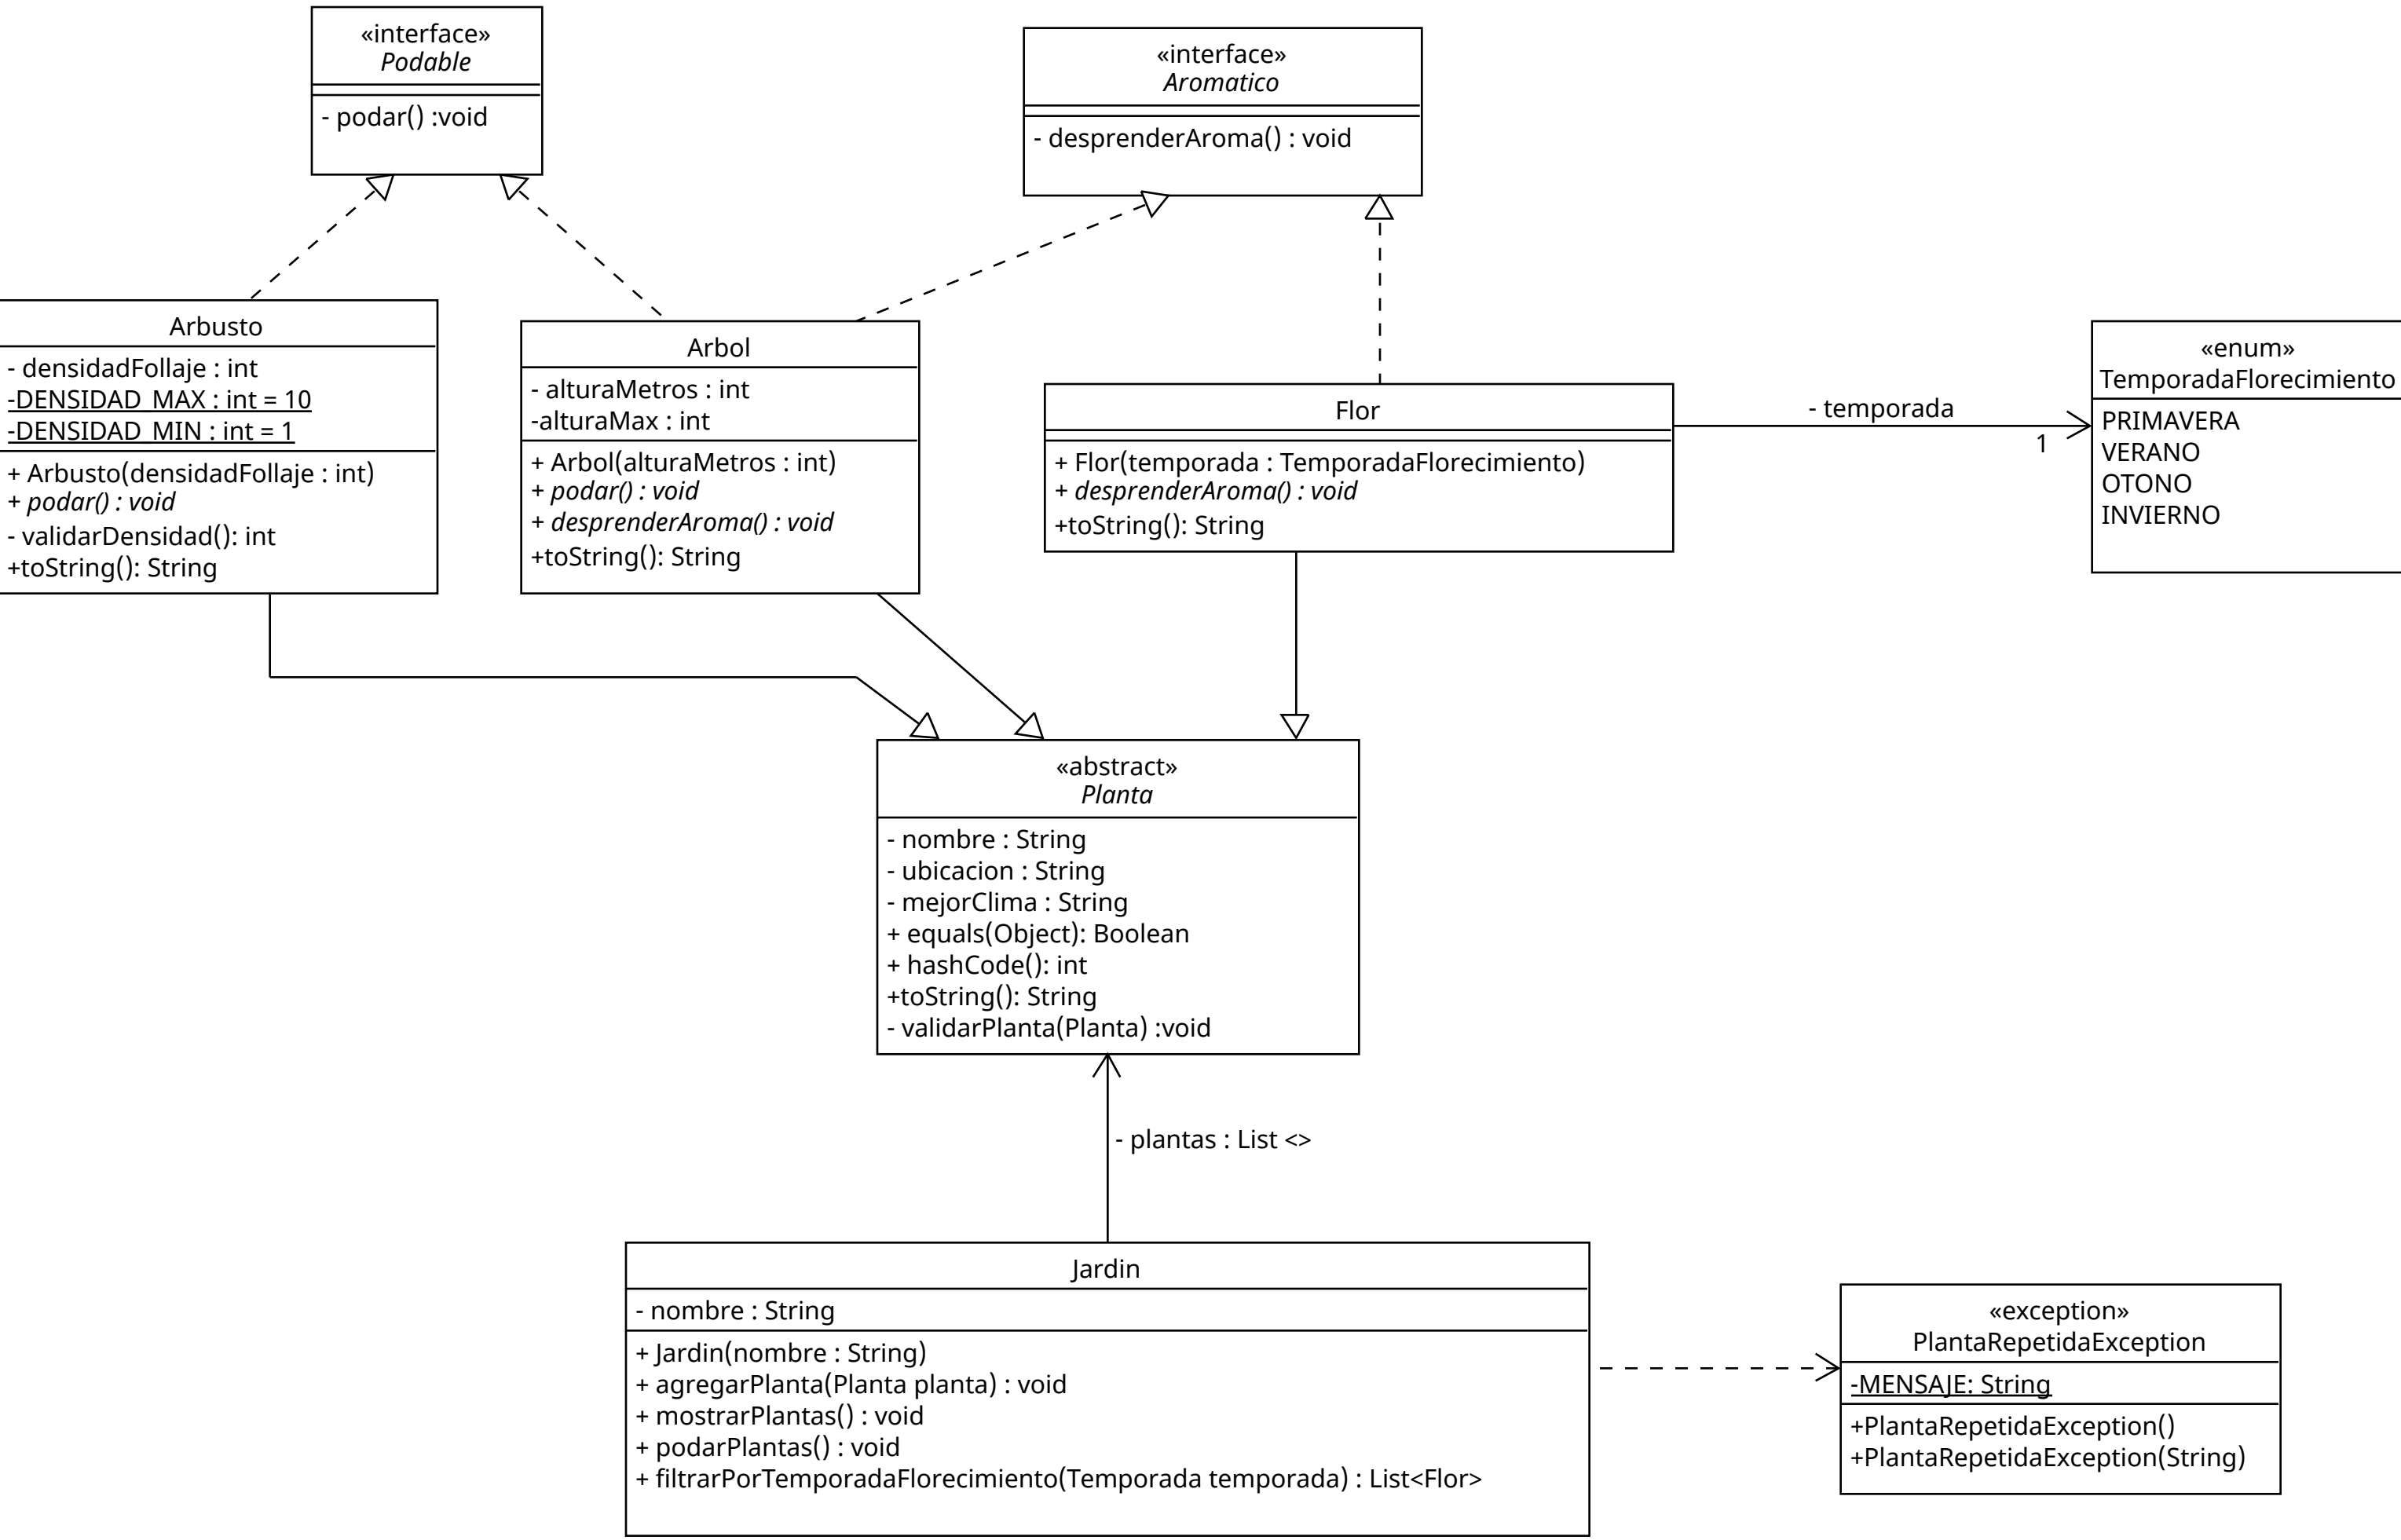 «interface»
Podable
- podar() :void
«interface»
Aromatico
- desprenderAroma() : void
Arbusto
- densidadFollaje : int
-DENSIDAD_MAX : int = 10
-DENSIDAD_MIN : int = 1
+ Arbusto(densidadFollaje : int)
+ podar() : void
- validarDensidad(): int
+toString(): String
Arbol
- alturaMetros : int
-alturaMax : int
+ Arbol(alturaMetros : int)
+ podar() : void
+ desprenderAroma() : void
+toString(): String
Flor
+ Flor(temporada : TemporadaFlorecimiento)
+ desprenderAroma() : void
+toString(): String
- temporada
1
«enum»
TemporadaFlorecimiento
PRIMAVERA
VERANO
OTONO
INVIERNO
«abstract»
Planta
- nombre : String
- ubicacion : String
- mejorClima : String
+ equals(Object): Boolean
+ hashCode(): int
+toString(): String
- validarPlanta(Planta) :void
- plantas : List <>
Jardin
- nombre : String
+ Jardin(nombre : String)
+ agregarPlanta(Planta planta) : void
+ mostrarPlantas() : void
+ podarPlantas() : void
+ filtrarPorTemporadaFlorecimiento(Temporada temporada) : List<Flor>
«exception»
PlantaRepetidaException
-MENSAJE: String
+PlantaRepetidaException()
+PlantaRepetidaException(String)